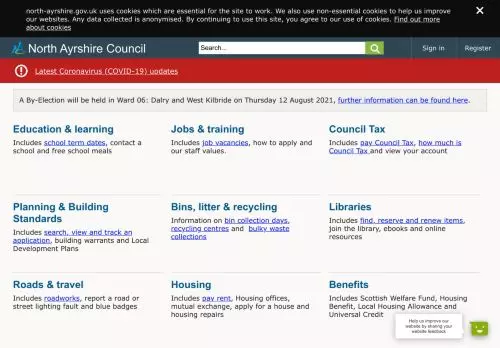 north-ayrshire.gov.uk uses cookies which are essential for the site to work. We also use non-essential cookies to help us improve
our websites. Any data collected is anonymised. By continuing to use this site, you agree to our use of cookies. Find out more
about cookies
North Ayrshire Council
Search...
Sign in
Register
Latest Coronavirus (COVID-19) updates
A By-Election will be held in Ward 06: Dalry and West Kilbride on Thursday 12 August 2021, further information can be found here.
Education & learning
Includes school term dates, contact a
school and free school meals
Jobs & training
Includes job vacancies, how to apply and
our staff values.
Council Tax
Includes pay Council Tax, how much is
Council Tax and view your account
Planning & Building
Standards
Includes search, view and track an
application, building warrants and Local
Development Plans
Bins, litter & recycling
Information on bin collection days,
recycling centres and bulky waste
collections
Libraries
Includes find, reserve and renew items,
join the library, ebooks and online
resources
Roads & travel
Includes roadworks, report a road or
street lighting fault and blue badges
Housing
Includes pay rent, Housing offices,
mutual exchange, apply for a house and
housing repairs
Benefits
Includes Scottish Welfare Fund, Housing
Benefit, Local Housing Allowance and
Universal Credit
Help us improve our
website by sharing your
website feedback